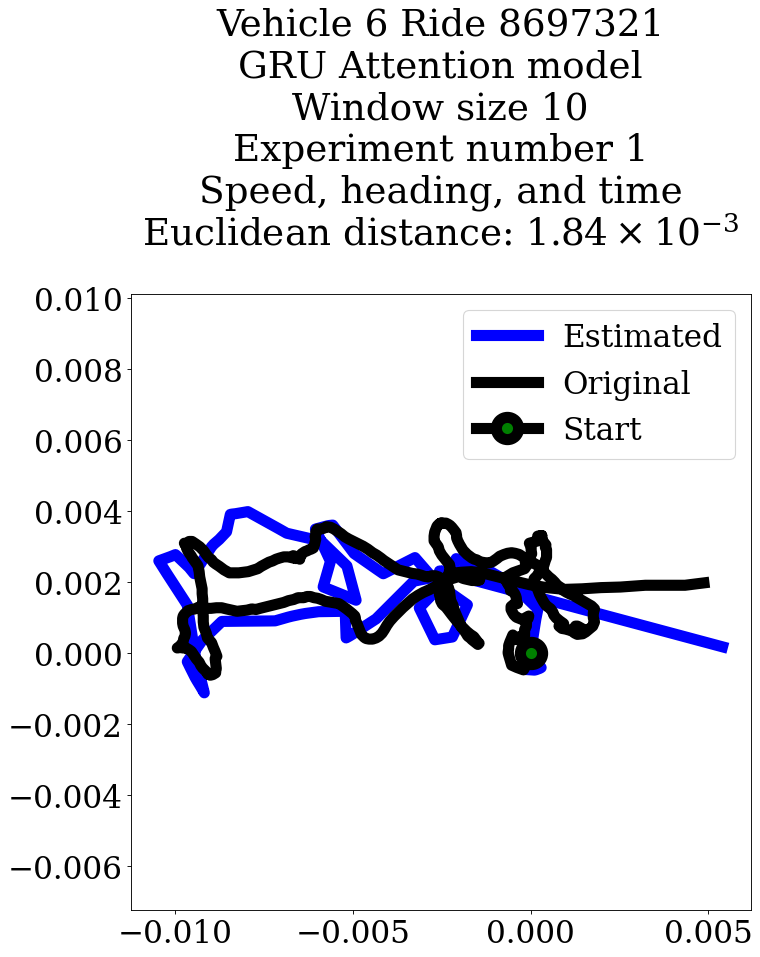 Vehicle 6 Ride 8697321
GRU Attention model
Window size 10
Experiment number 1
Speed, heading, and time
Euclidean distance: 1.84 × 10⁻³
0.010
0.008
0.006
0.004
0.002
0.000
−0.002
−0.004
−0.006
Estimated
Original
Start
−0.010 −0.005 0.000 0.005